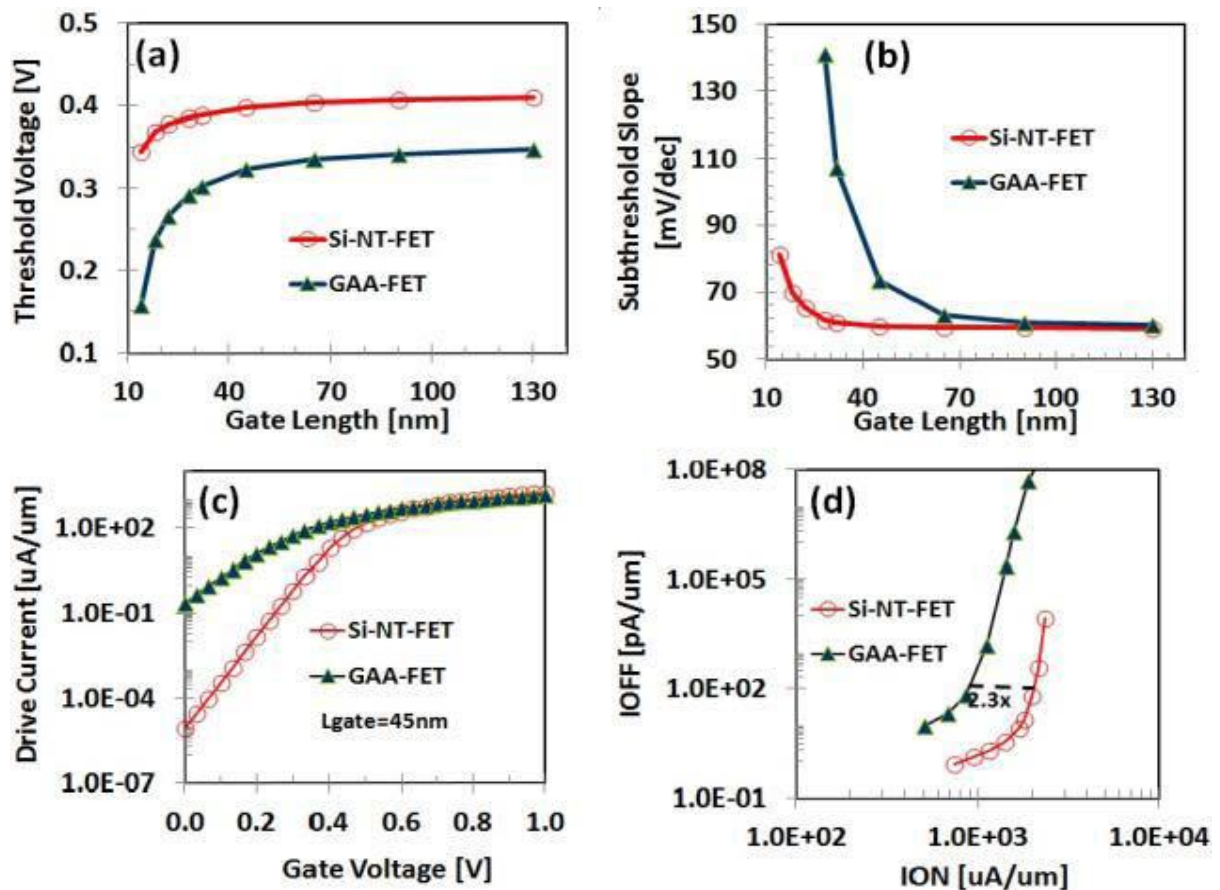 (a)
Threshold Voltage [V]
0.5
0.4
0.3
0.2
0.1
Si-NT-FET
GAA-FET
10 40 70 100 130
Gate Length [nm]
(b)
Subthreshold Slope
[mV/dec]
150
130
110
90
70
50
Si-NT-FET
GAA-FET
10 40 70 100 130
Gate Length [nm]
(c)
Drive Current [uA/um]
1.0E+02
1.0E-01
1.0E-04
1.0E-07
Si-NT-FET
GAA-FET
Lgate=45nm
0.0 0.2 0.4 0.6 0.8 1.0
Gate Voltage [V]
(d)
IOFF [pA/um]
1.0E+08
1.0E+05
1.0E+02
1.0E-01
Si-NT-FET
GAA-FET
2.3x
1.0E+02 1.0E+03 1.0E+04
ION [uA/um]